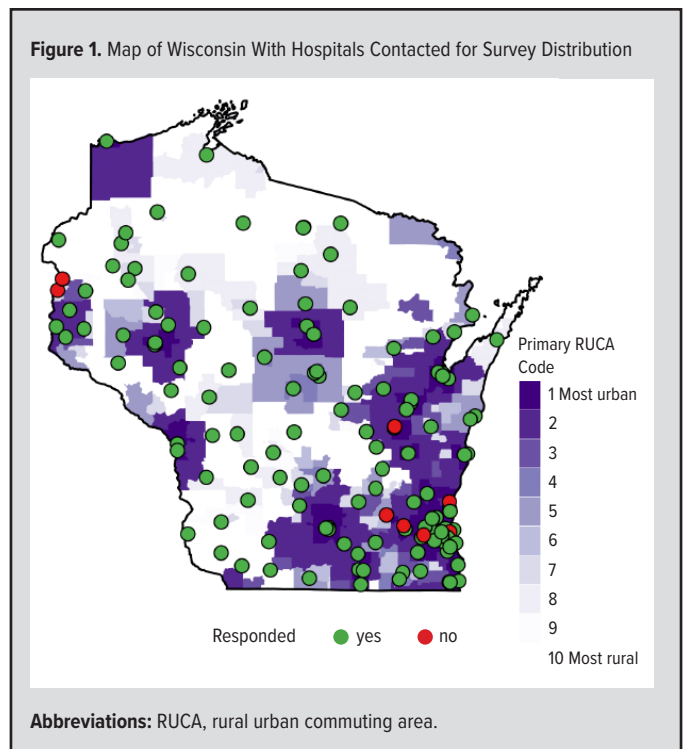 Figure 1. Map of Wisconsin With Hospitals Contacted for Survey Distribution
Primary RUCA
Code
1 Most urban
2
3
4
5
6
7
8
9
10 Most rural
Responded yes no
Abbreviations: RUCA, rural urban commuting area.